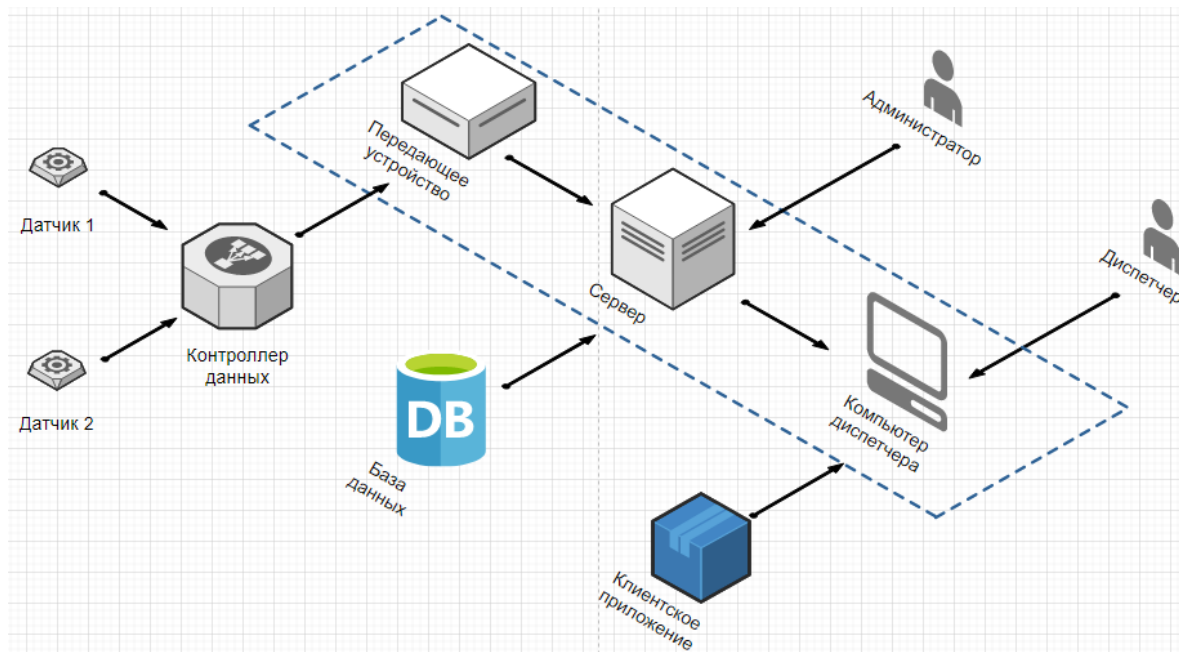 Датчик 1
Датчик 2
Контроллер
данных
Передающее
устройство
Сервер
DB
База
данных
Администратор
Диспетчер
Компьютер
диспетчера
Клиентское
приложение